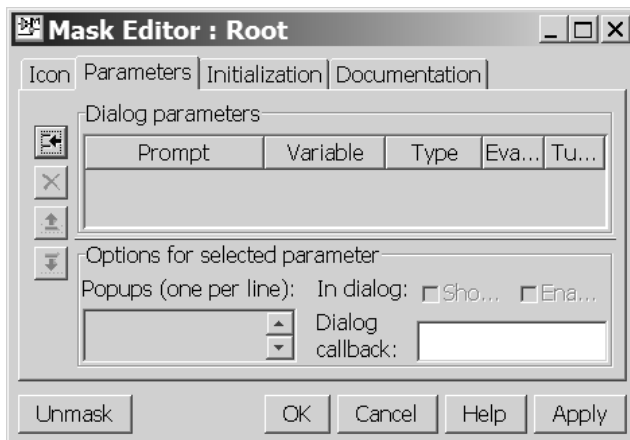 Mask Editor : Root
Icon Parameters Initialization Documentation
Dialog parameters
Prompt Variable Type Eva... Tu...
Options for selected parameter
Popups (one per line): In dialog: Sho... Ena...
Dialog
callback:
Unmask OK Cancel Help Apply